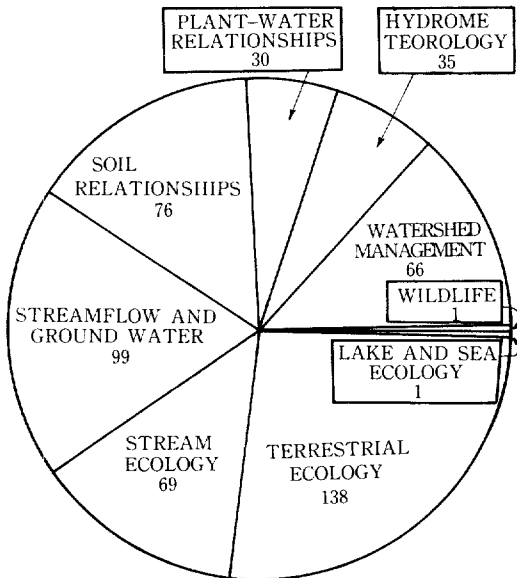 PLANT-WATER
RELATIONSHIPS
30
HYDROME
TEOROLOGY
35
SOIL
RELATIONSHIPS
76
WATERSHED
MANAGEMENT
66
WILDLIFE
1
STREAMFLOW AND
GROUND WATER
99
LAKE AND SEA
ECOLOGY
1
STREAM
ECOLOGY
69
TERRESTRIAL
ECOLOGY
138